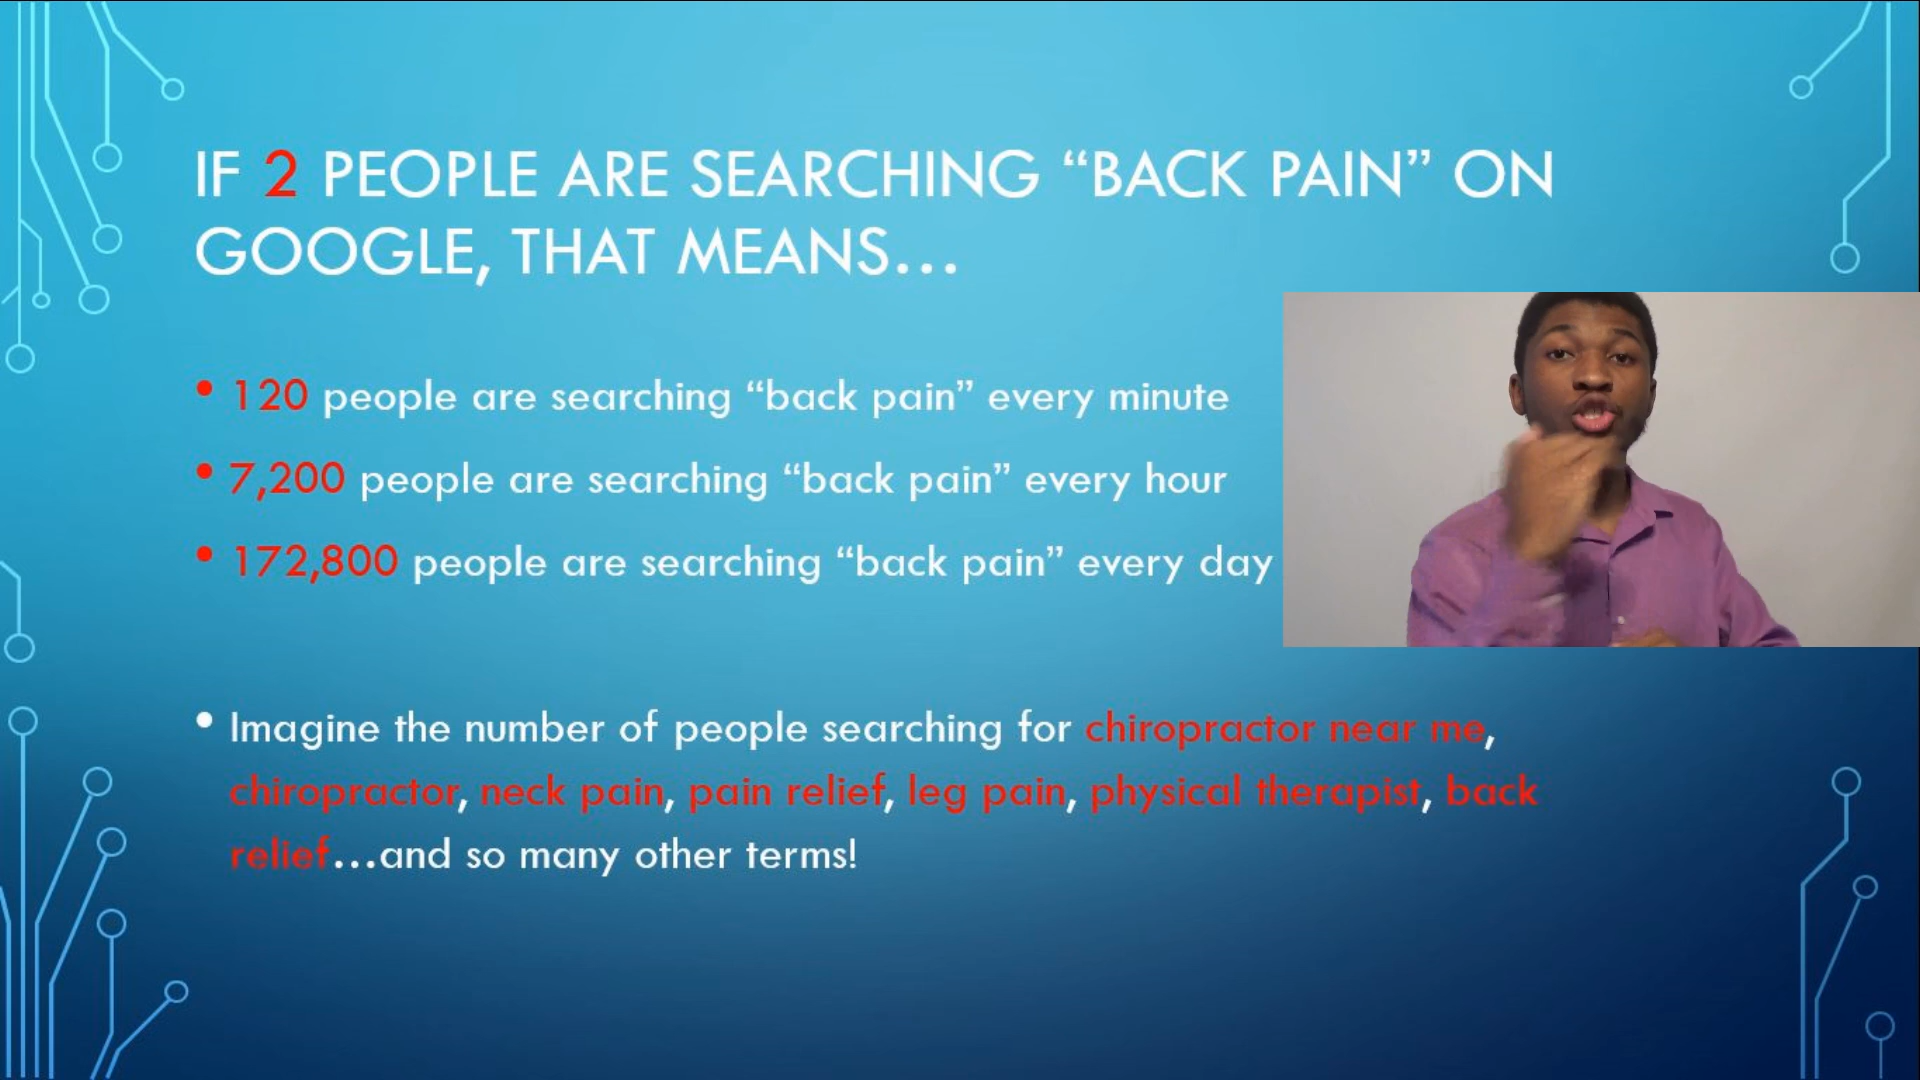 IF 2 PEOPLE ARE SEARCHING “BACK PAIN” ON
GOOGLE, THAT MEANS…
• 120 people are searching “back pain” every minute
• 7,200 people are searching “back pain” every hour
• 172,800 people are searching “back pain” every day
• Imagine the number of people searching for chiropractor near me,
chiropractor, neck pain, pain relief, leg pain, physical therapist, back
relief…and so many other terms!